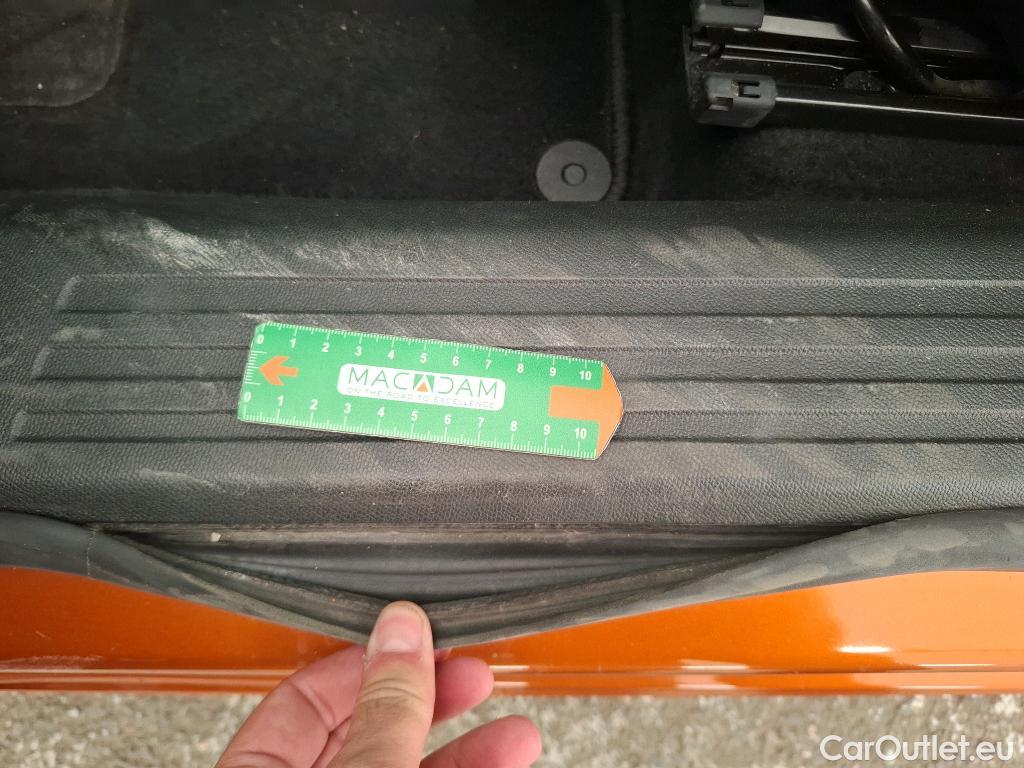 0 1 2 3 4 5 6 7 8 9 10
MACADAM
ON THE ROAD TO EXCELLENCE
0 1 2 3 4 5 6 7 8 9 10
CarOutlet.eu